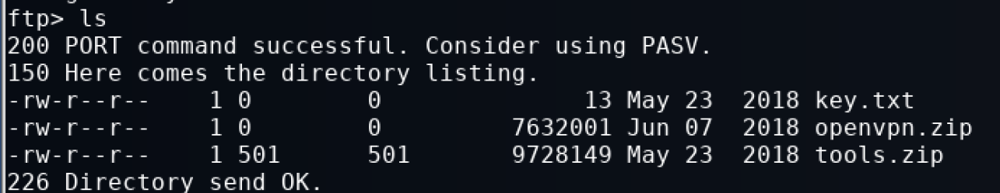 ftp> ls
200 PORT command successful. Consider using PASV.
150 Here comes the directory listing.
-rw-r--r--    1 0        0              13 May 23  2018 key.txt
-rw-r--r--    1 0        0         7632001 Jun 07  2018 openvpn.zip
-rw-r--r--    1 501      501       9728149 May 23  2018 tools.zip
226 Directory send OK.